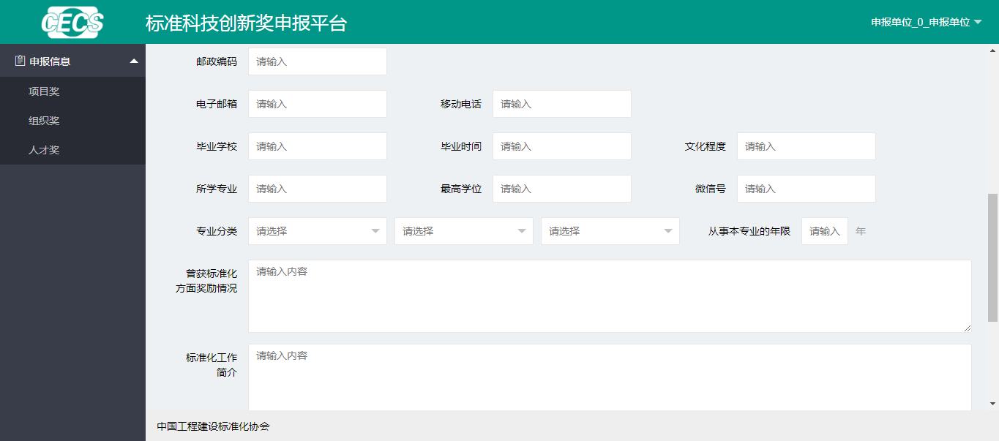 CECS 标准科技创新奖申报平台 申报单位_0_申报单位
申报信息
项目奖
组织奖
人才奖
邮政编码 请输入
电子邮箱 请输入 移动电话 请输入
毕业学校 请输入 毕业时间 请输入 文化程度 请输入
所学专业 请输入 最高学位 请输入 微信号 请输入
专业分类 请选择 请选择 请选择 从事本专业的年限 请输入 年
曾获标准化 请输入内容
方面奖励情况
标准化工作 请输入内容
简介
中国工程建设标准化协会